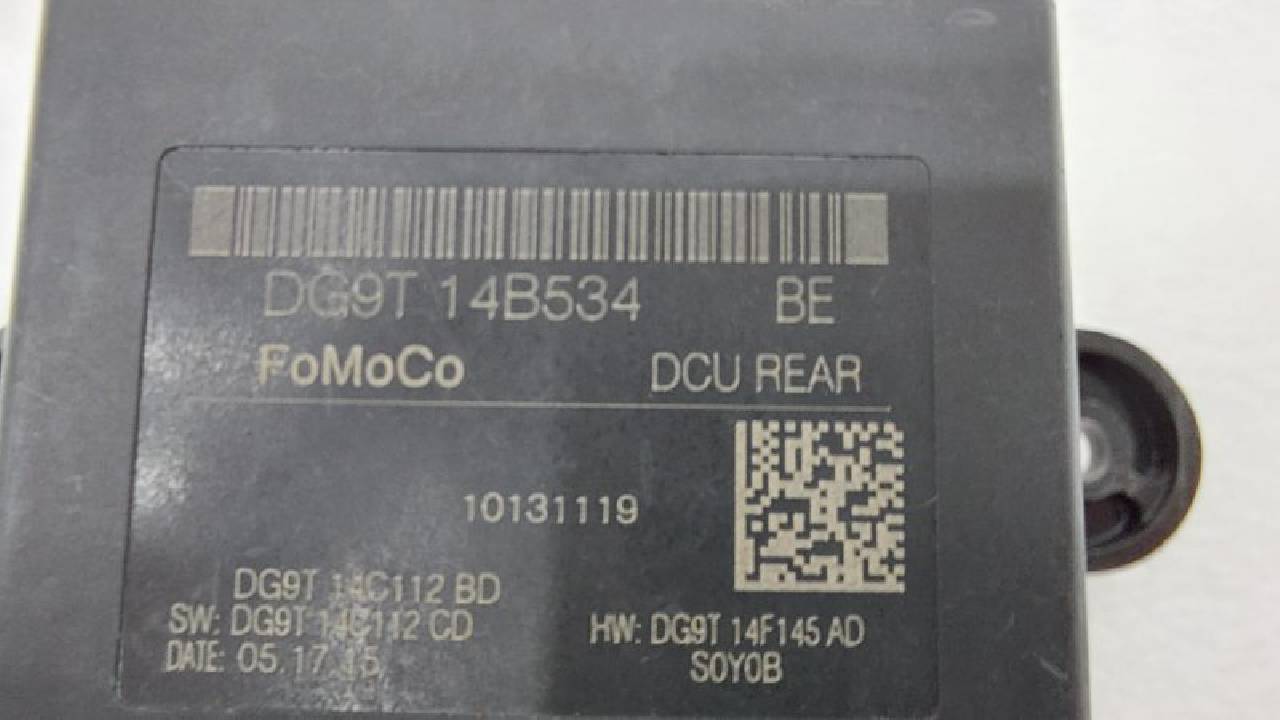 DG9T 14B534 BE
FoMoCo DCU REAR
10131119
DG9T 14C112 BD
SW: DG9T 14C112 CD
HW: DG9T 14F145 AD
DATE: 05.17.15
S0Y0B